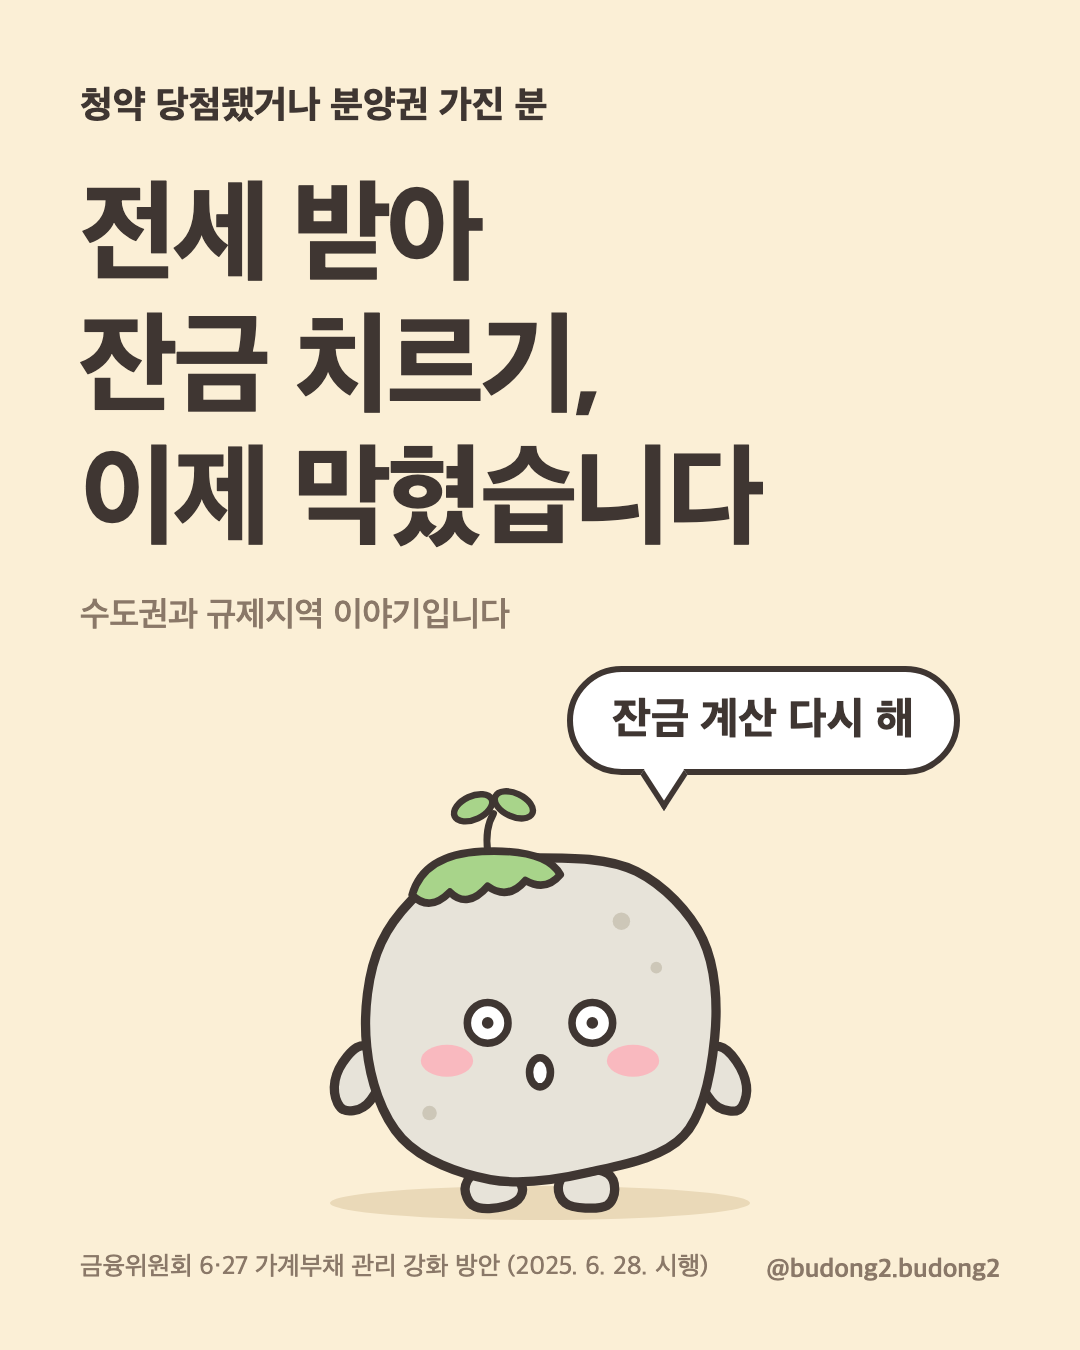 청약 당첨됐거나 분양권 가진 분
전세 받아
잔금 치르기,
이제 막혔습니다
수도권과 규제지역 이야기입니다
잔금 계산 다시 해
금융위원회 6·27 가계부채 관리 강화 방안 (2025. 6. 28. 시행)
@budong2.budong2